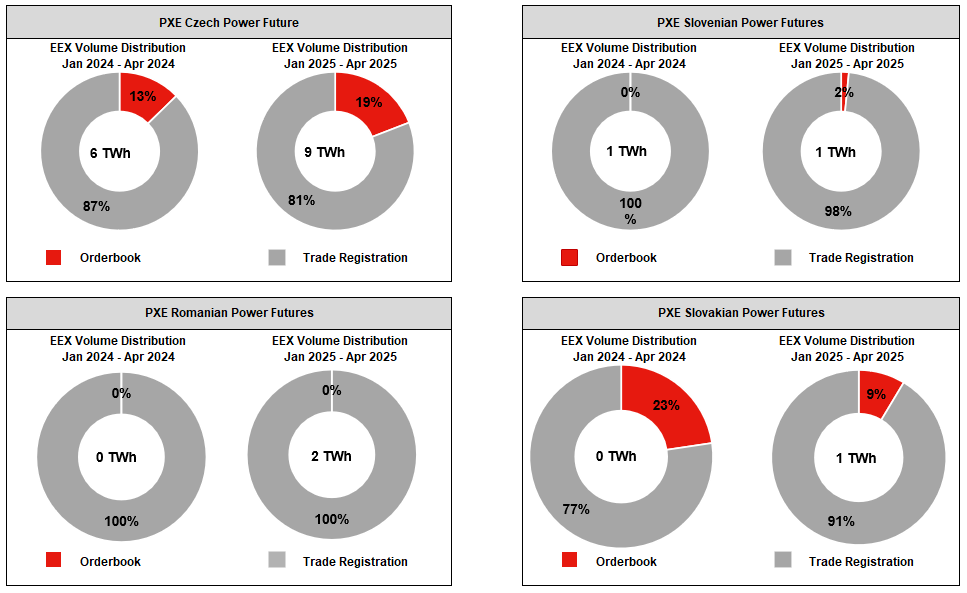 PXE Czech Power Future
EEX Volume Distribution
Jan 2024 - Apr 2024
EEX Volume Distribution
Jan 2025 - Apr 2025
13%
6 TWh
87%
19%
9 TWh
81%
Orderbook
Trade Registration
PXE Slovenian Power Futures
EEX Volume Distribution
Jan 2024 - Apr 2024
EEX Volume Distribution
Jan 2025 - Apr 2025
0%
1 TWh
100
%
2%
1 TWh
98%
Orderbook
Trade Registration
PXE Romanian Power Futures
EEX Volume Distribution
Jan 2024 - Apr 2024
EEX Volume Distribution
Jan 2025 - Apr 2025
0%
0 TWh
100%
0%
2 TWh
100%
Orderbook
Trade Registration
PXE Slovakian Power Futures
EEX Volume Distribution
Jan 2024 - Apr 2024
EEX Volume Distribution
Jan 2025 - Apr 2025
23%
0 TWh
77%
9%
1 TWh
91%
Orderbook
Trade Registration